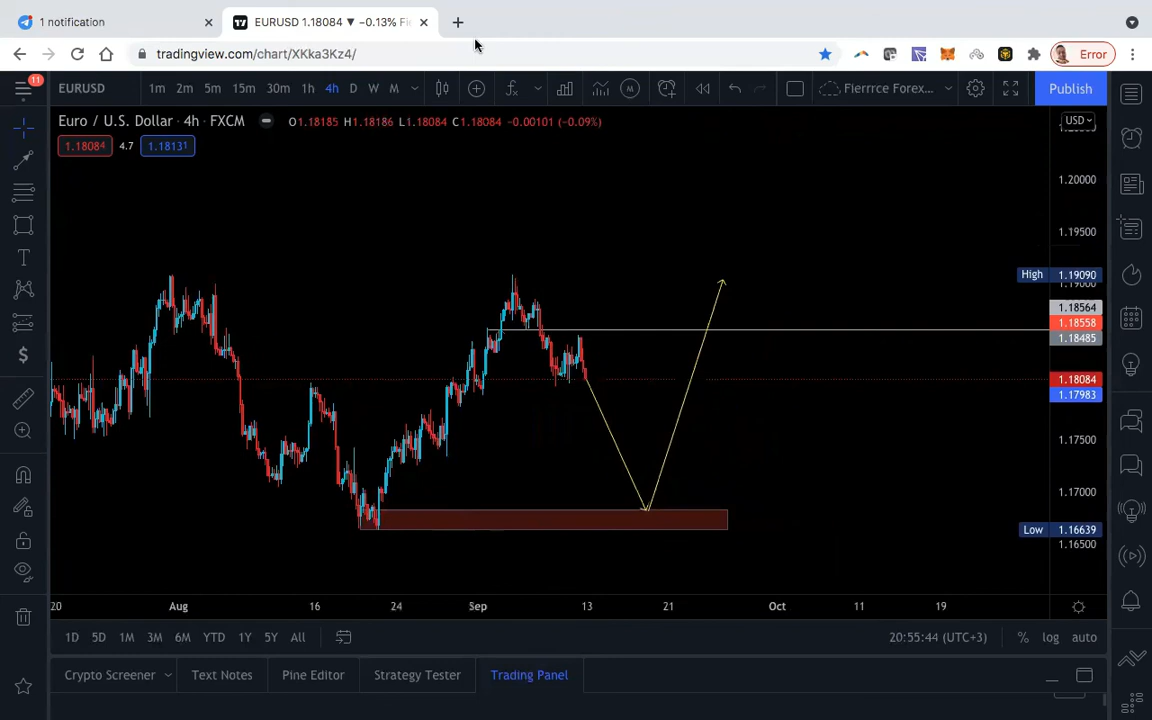 1 notification
EURUSD 1.18084 ▼ −0.13% Fi
tradingview.com/chart/XKka3Kz4/
Error
11
EURUSD
1m 2m 5m 15m 30m 1h 4h D W M
Fierrrce Forex...
Publish
Euro / U.S. Dollar · 4h · FXCM
O1.18185 H1.18186 L1.18084 C1.18084 −0.00101 (−0.09%)
USD
1.18084 4.7 1.18131
1.20000
1.19500
High 1.19090
1.19000
1.18564
1.18558
1.18485
1.18084
1.17983
1.17500
1.17000
Low 1.16639
1.16500
20 Aug 16 24 Sep 13 21 Oct 11 19
1D 5D 1M 3M 6M YTD 1Y 5Y All
20:55:44 (UTC+3) % log auto
Crypto Screener Text Notes Pine Editor Strategy Tester Trading Panel